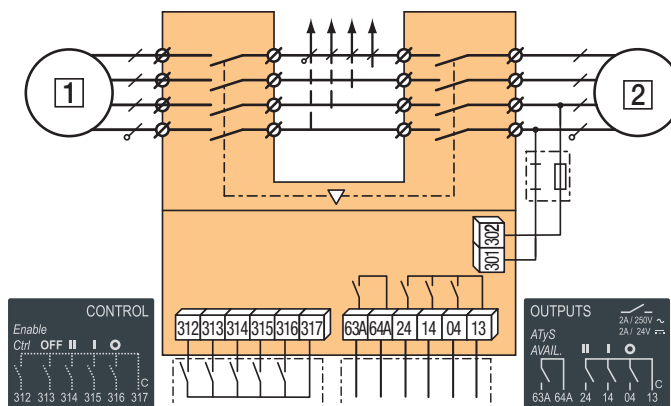 1
2
302
301
312 313 314 315 316 317
63A 64A 24 14 04 13
CONTROL
Enable
Ctrl OFF II I O
C
312 313 314 315 316 317
OUTPUTS
2A / 250V ~
2A / 24V ⎓
ATyS
AVAIL. II I O
C
63A 64A 24 14 04 13